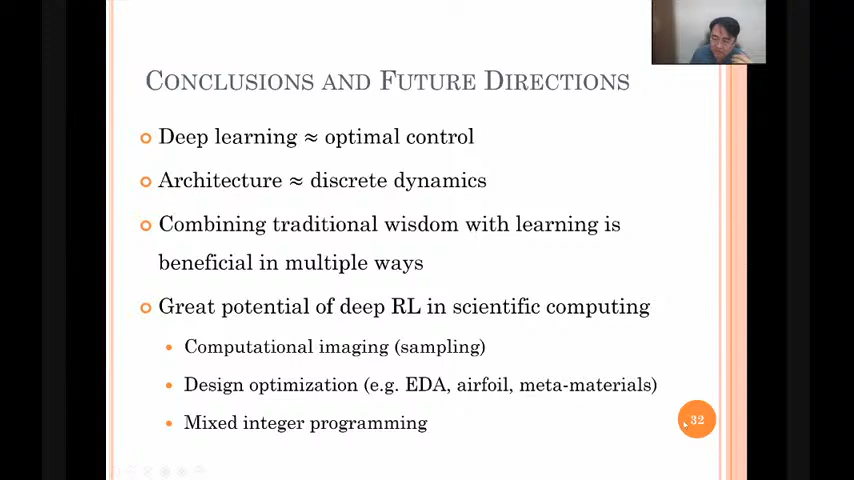 CONCLUSIONS AND FUTURE DIRECTIONS
Deep learning ≈ optimal control
Architecture ≈ discrete dynamics
Combining traditional wisdom with learning is
beneficial in multiple ways
Great potential of deep RL in scientific computing
Computational imaging (sampling)
Design optimization (e.g. EDA, airfoil, meta-materials)
Mixed integer programming
32